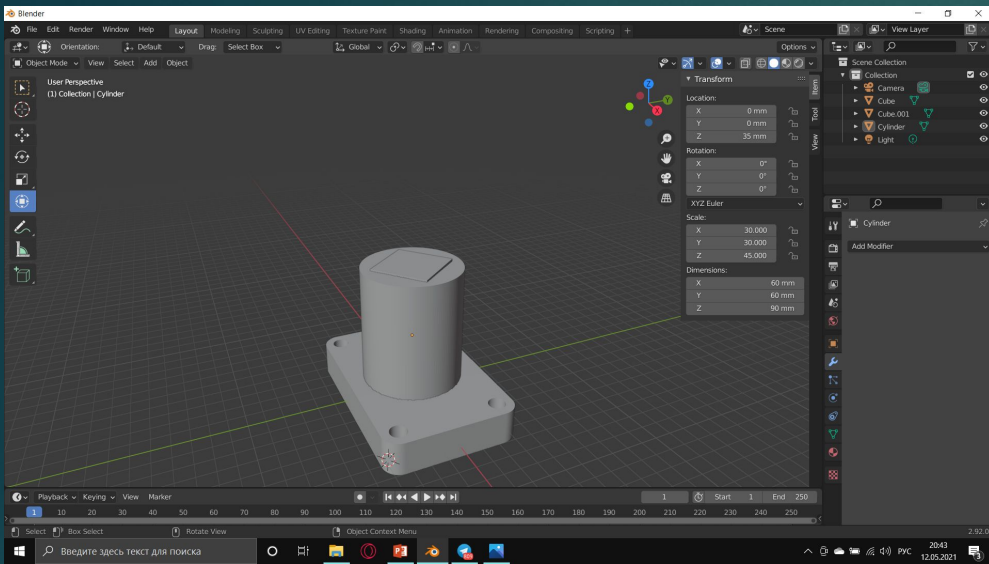 Blender
File Edit Render Window Help Layout Modeling Sculpting UV Editing Texture Paint Shading Animation Rendering Compositing Scripting + Scene View Layer
Orientation: Default Drag: Select Box Global Options
Object Mode View Select Add Object
User Perspective
(1) Collection | Cylinder
Z
Y
X
Transform
Location:
X 0 mm
Y 0 mm
Z 35 mm
Rotation:
X 0°
Y 0°
Z 0°
XYZ Euler
Scale:
X 30.000
Y 30.000
Z 45.000
Dimensions:
X 60 mm
Y 60 mm
Z 90 mm
Item
Tool
View
Scene Collection
Collection
Camera
Cube
Cube.001
Cylinder
Light
Cylinder
Add Modifier
Playback Keying View Marker 1 Start 1 End 250
1 10 20 30 40 50 60 70 80 90 100 110 120 130 140 150 160 170 180 190 200 210 220 230 240 250
Select Box Select Rotate View Object Context Menu 2.92.0
Введите здесь текст для поиска
РУС
20:43
12.05.2021